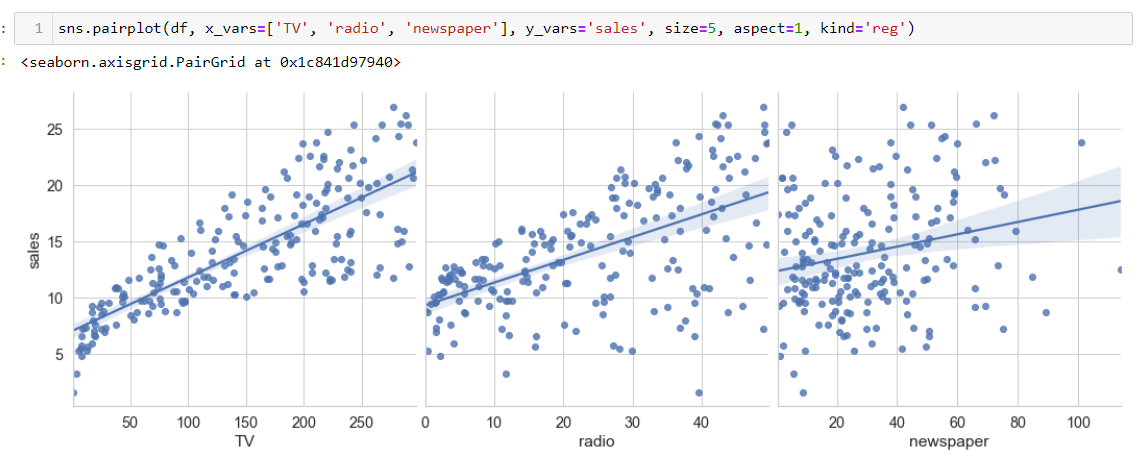 : 1 sns.pairplot(df, x_vars=['TV', 'radio', 'newspaper'], y_vars='sales', size=5, aspect=1, kind='reg')
: <seaborn.axisgrid.PairGrid at 0x1c841d97940>
25
20
15
10
5
sales
50 100 150 200 250
TV
0 10 20 30 40
radio
20 40 60 80 100
newspaper